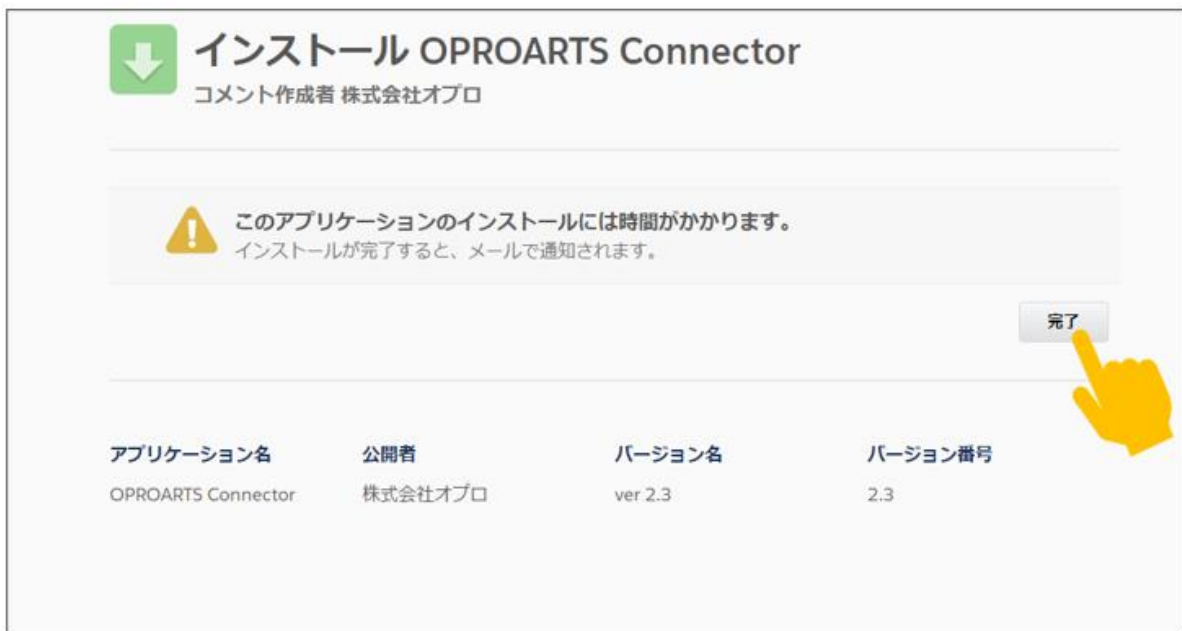 インストール OPROARTS Connector
コメント作成者 株式会社オプロ
このアプリケーションのインストールには時間がかかります。
インストールが完了すると、メールで通知されます。
完了
アプリケーション名 公開者 バージョン名 バージョン番号
OPROARTS Connector 株式会社オプロ ver 2.3 2.3